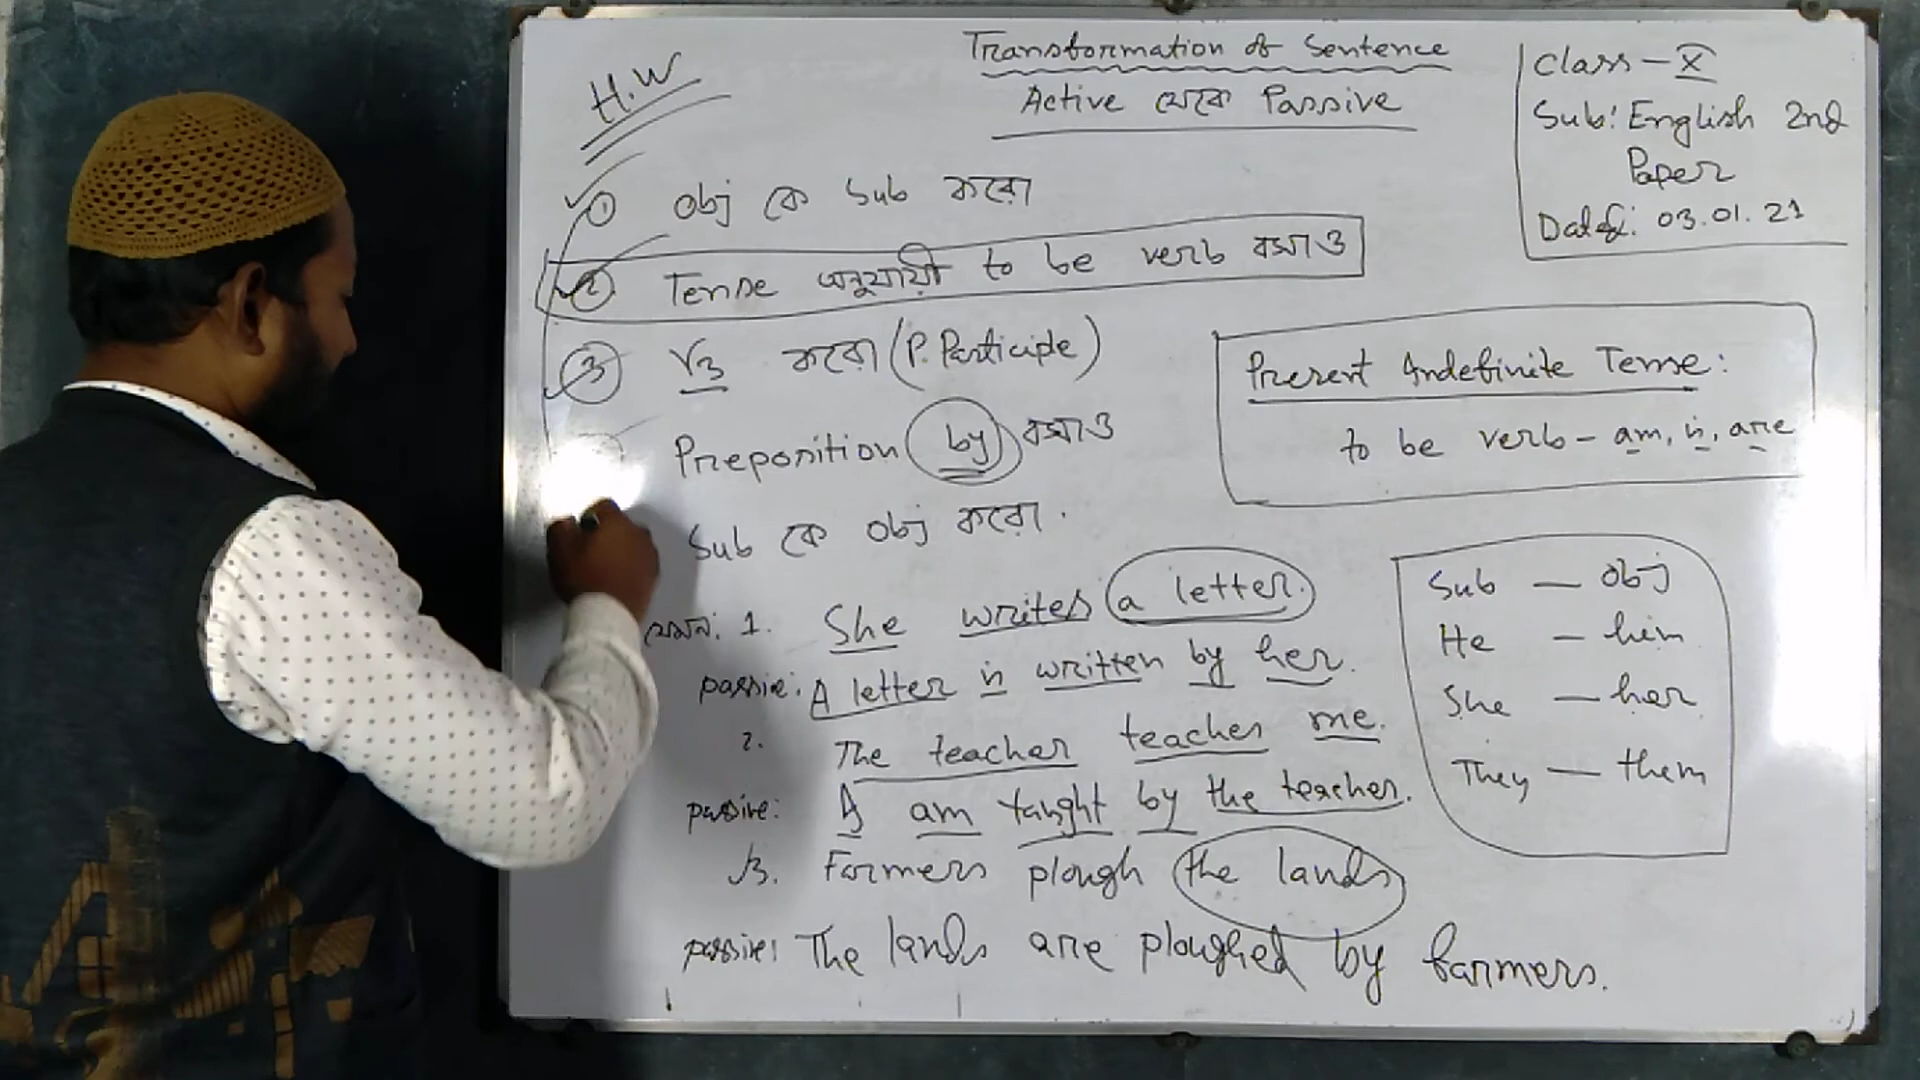 H.W
Transformation of Sentence
Active থেকে Passive
Class - X
Sub: English 2nd
Paper
Date: 03.01.21
① Obj কে Sub করো
② Tense অনুযায়ী to be verb বসাও
③ V3 করো (P. Participe)
Preposition by বসাও
Sub কে Obj করো.
Present Indefinite Tense:
to be verb - am, is, are
যেমন: 1. She writes a letter.
passive: A letter is written by her.
2. The teacher teaches me.
passive: I am taught by the teacher.
3. Farmers plough the lands
passive: The lands are ploughed by farmers.
Sub — Obj
He — him
She — her
They — them